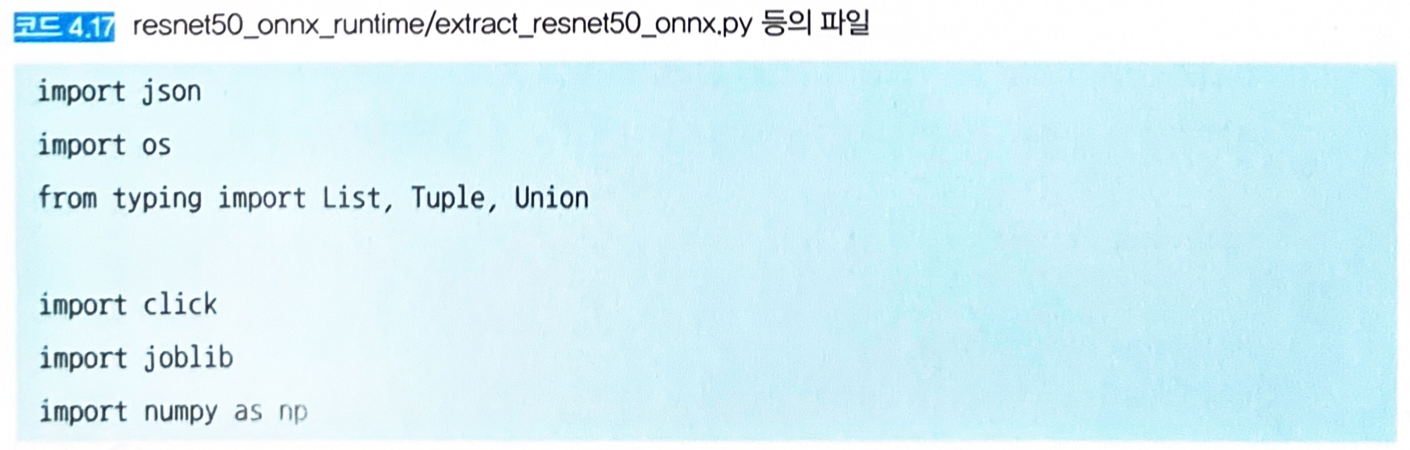 코드 4.17 resnet50_onnx_runtime/extract_resnet50_onnx.py 등의 파일
import json
import os
from typing import List, Tuple, Union
import click
import joblib
import numpy as np